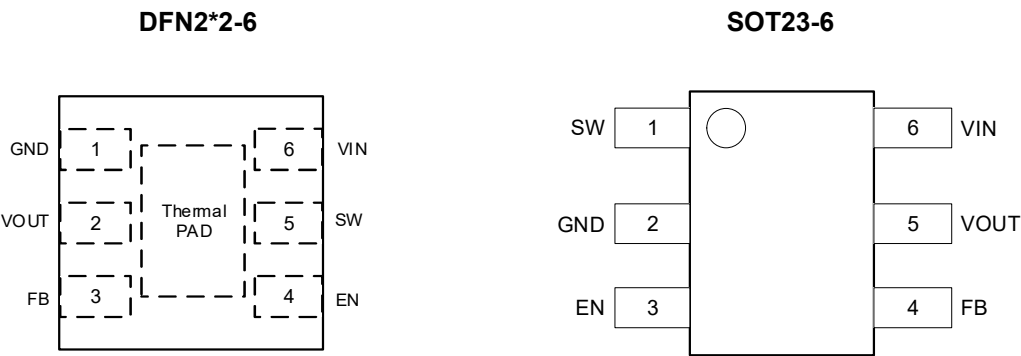 DFN2*2-6
GND 1 6 VIN
VOUT 2 Thermal PAD 5 SW
FB 3 4 EN
SOT23-6
SW 1 6 VIN
GND 2 5 VOUT
EN 3 4 FB